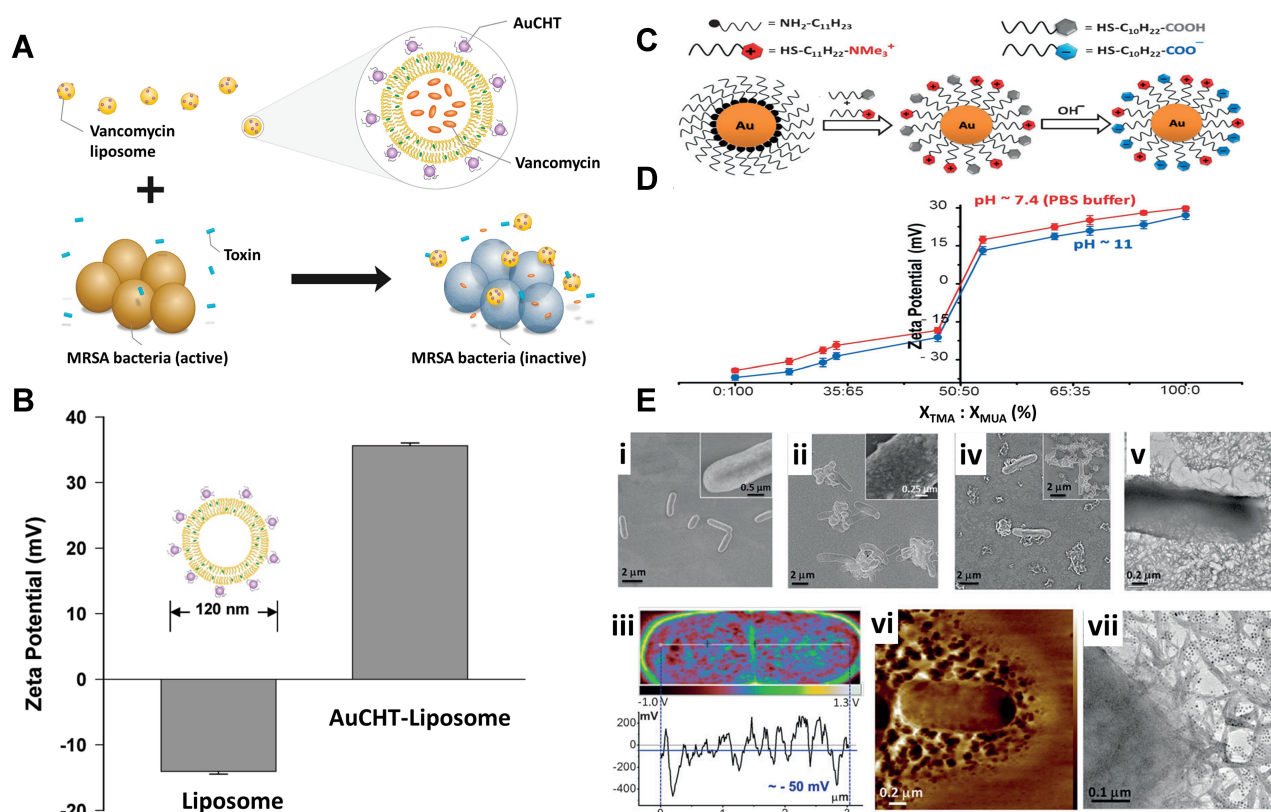 A
AuCHT
Vancomycin
liposome
Vancomycin
Toxin
MRSA bacteria (active)
MRSA bacteria (inactive)
B
Zeta Potential (mV)
40
30
20
10
0
-10
-20
120 nm
Liposome
AuCHT-Liposome
C
= NH₂-C₁₁H₂₃
= HS-C₁₁H₂₂-NMe₃⁺
= HS-C₁₀H₂₂-COOH
= HS-C₁₀H₂₂-COO⁻
Au
+
Au
OH⁻
Au
D
Zeta Potential (mV)
30
15
0
- 15
- 30
pH ~ 7.4 (PBS buffer)
pH ~ 11
0:100
35:65
50:50
65:35
100:0
X_TMA : X_MUA (%)
E
i
0.5 µm
2 µm
ii
0.25 µm
2 µm
iv
2 µm
2 µm
v
0.2 µm
iii
-1.0 V
1.3 V
mV
200
0
-200
-400
~ - 50 mV
µm
vi
0.2 µm
vii
0.1 µm